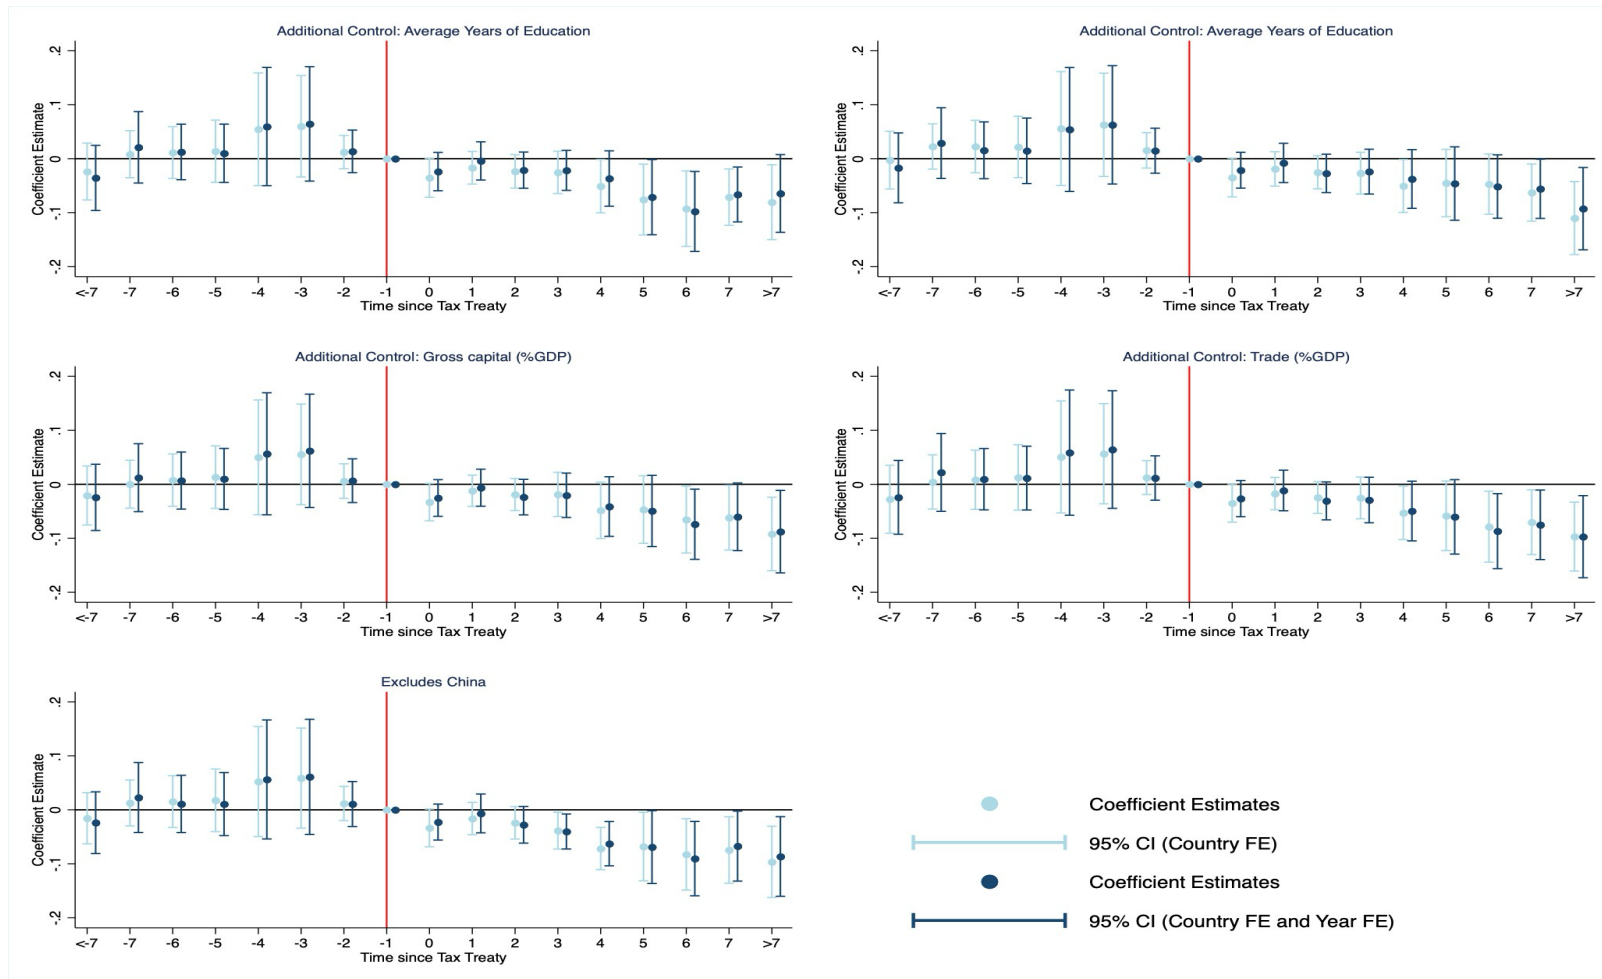 Additional Control: Average Years of Education
Coefficient Estimate
.2
.1
0
-.1
-.2
<-7 -7 -6 -5 -4 -3 -2 -1 0 1 2 3 4 5 6 7 >7
Time since Tax Treaty
Additional Control: Average Years of Education
Coefficient Estimate
.2
.1
0
-.1
-.2
<-7 -7 -6 -5 -4 -3 -2 -1 0 1 2 3 4 5 6 7 >7
Time since Tax Treaty
Additional Control: Gross capital (%GDP)
Coefficient Estimate
.2
.1
0
-.1
-.2
<-7 -7 -6 -5 -4 -3 -2 -1 0 1 2 3 4 5 6 7 >7
Time since Tax Treaty
Additional Control: Trade (%GDP)
Coefficient Estimate
.2
.1
0
-.1
-.2
<-7 -7 -6 -5 -4 -3 -2 -1 0 1 2 3 4 5 6 7 >7
Time since Tax Treaty
Excludes China
Coefficient Estimate
.2
.1
0
-.1
-.2
<-7 -7 -6 -5 -4 -3 -2 -1 0 1 2 3 4 5 6 7 >7
Time since Tax Treaty
Coefficient Estimates
95% CI (Country FE)
Coefficient Estimates
95% CI (Country FE and Year FE)